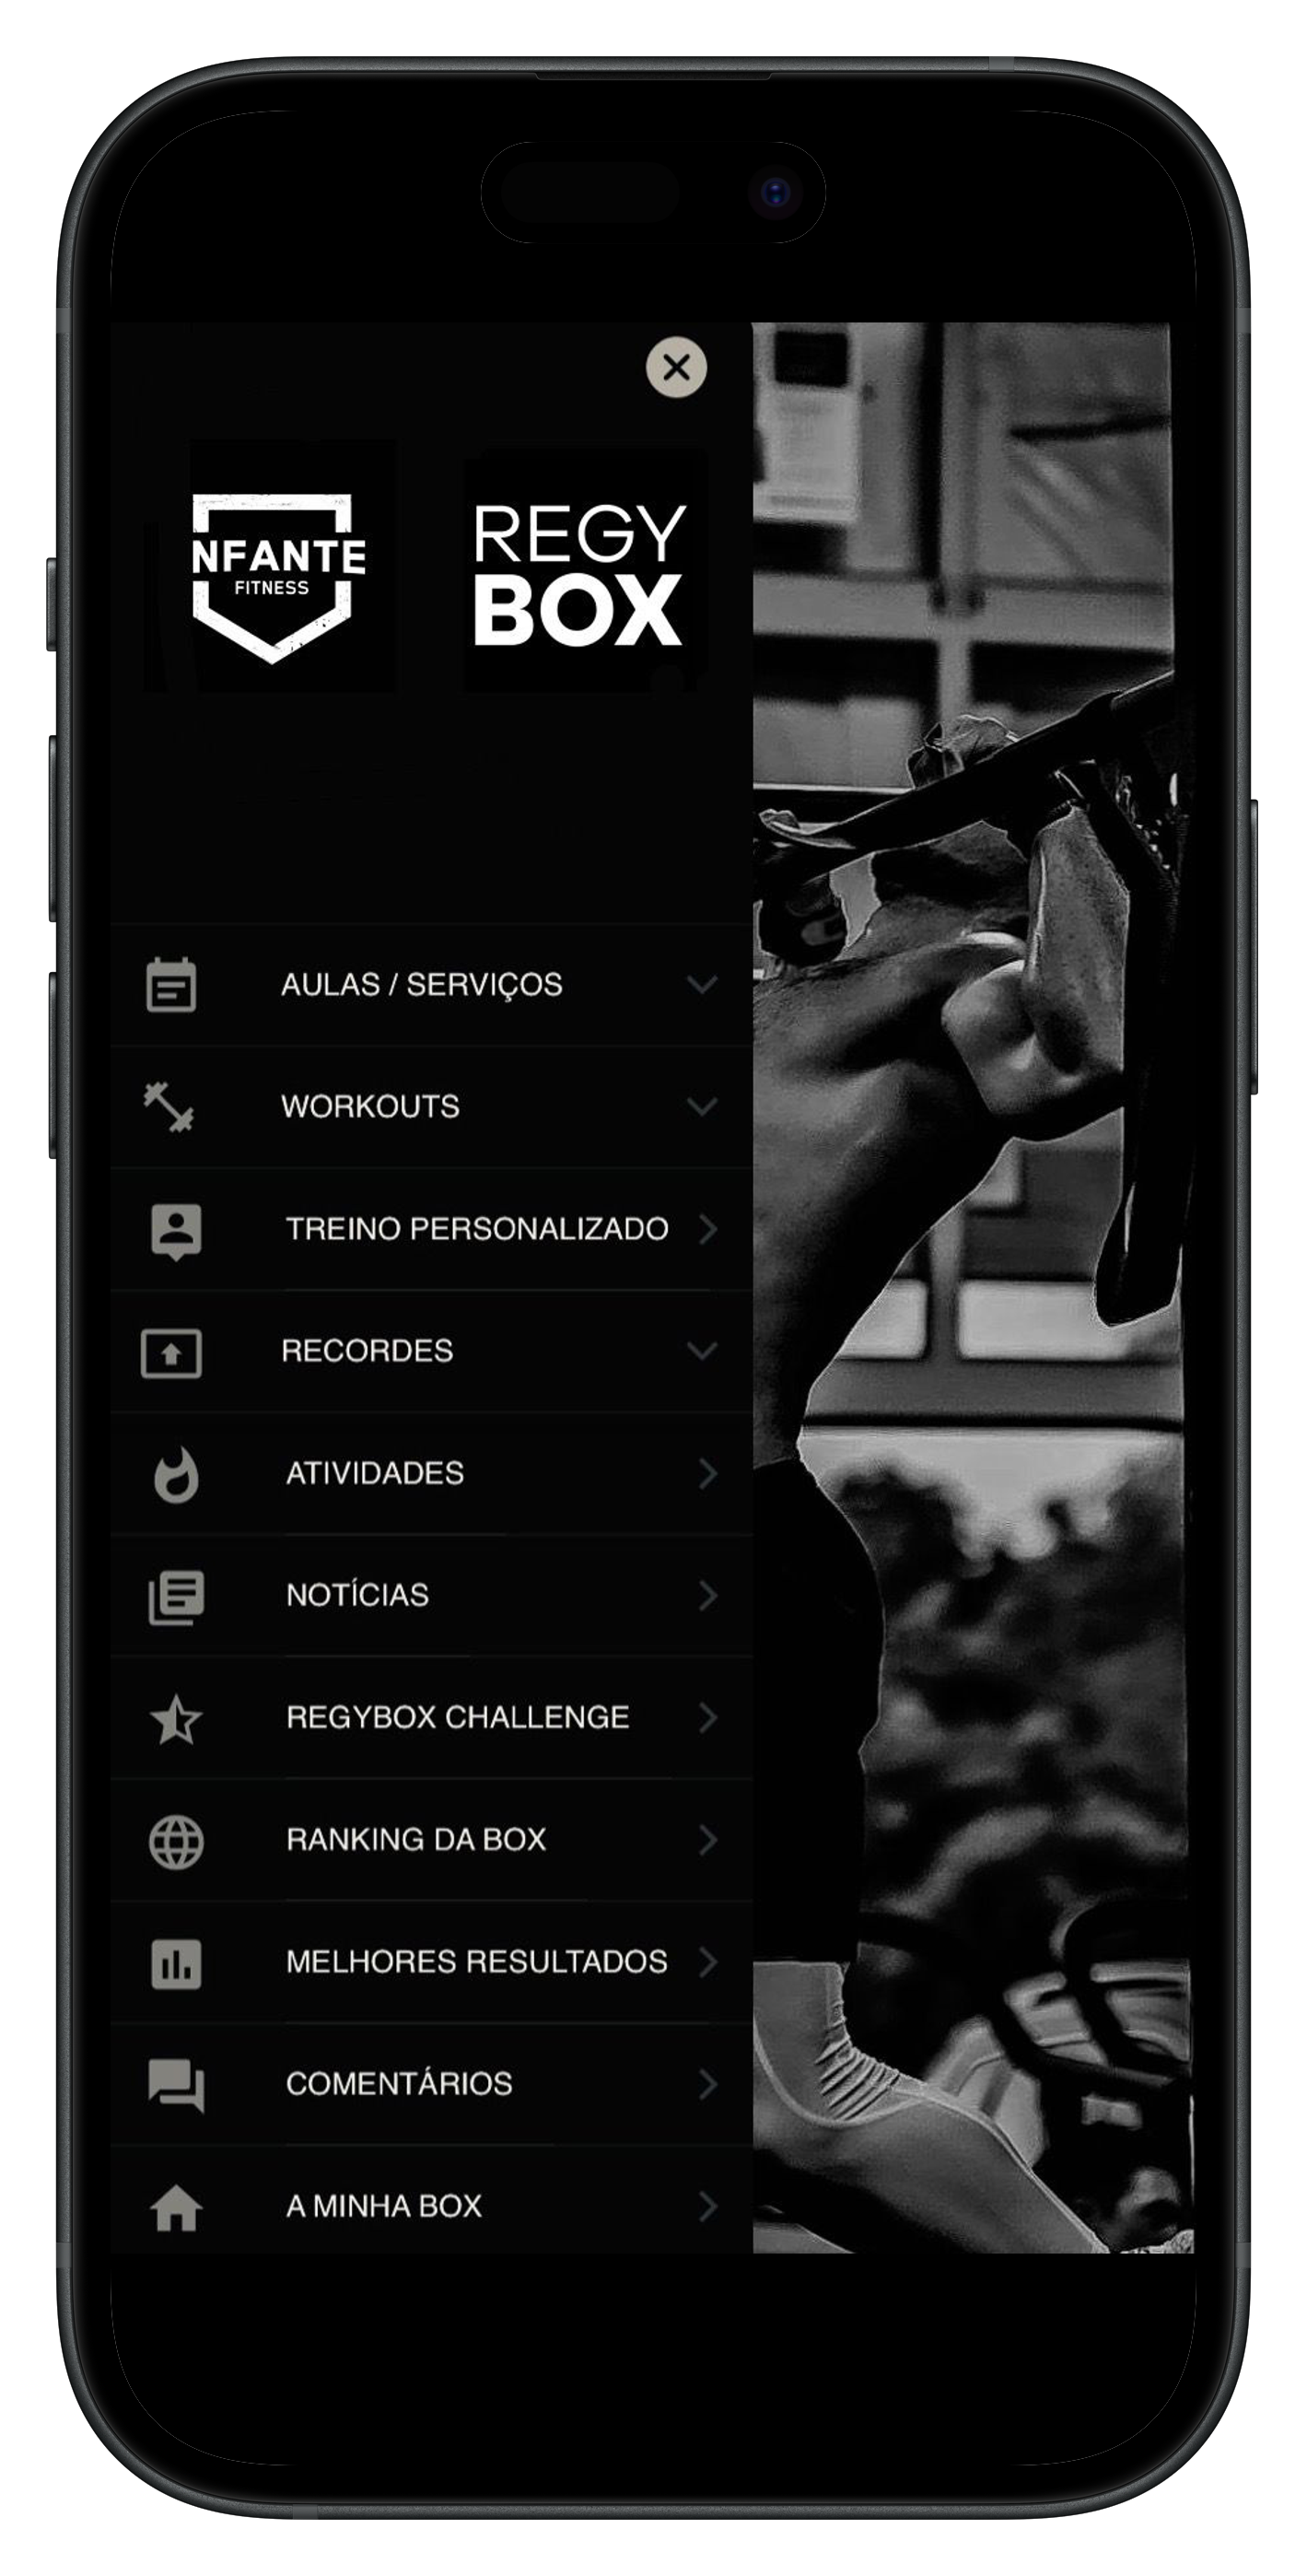 NFANTE
FITNESS
REGY
BOX
AULAS / SERVIÇOS
WORKOUTS
TREINO PERSONALIZADO
RECORDES
ATIVIDADES
NOTÍCIAS
REGYBOX CHALLENGE
RANKING DA BOX
MELHORES RESULTADOS
COMENTÁRIOS
A MINHA BOX